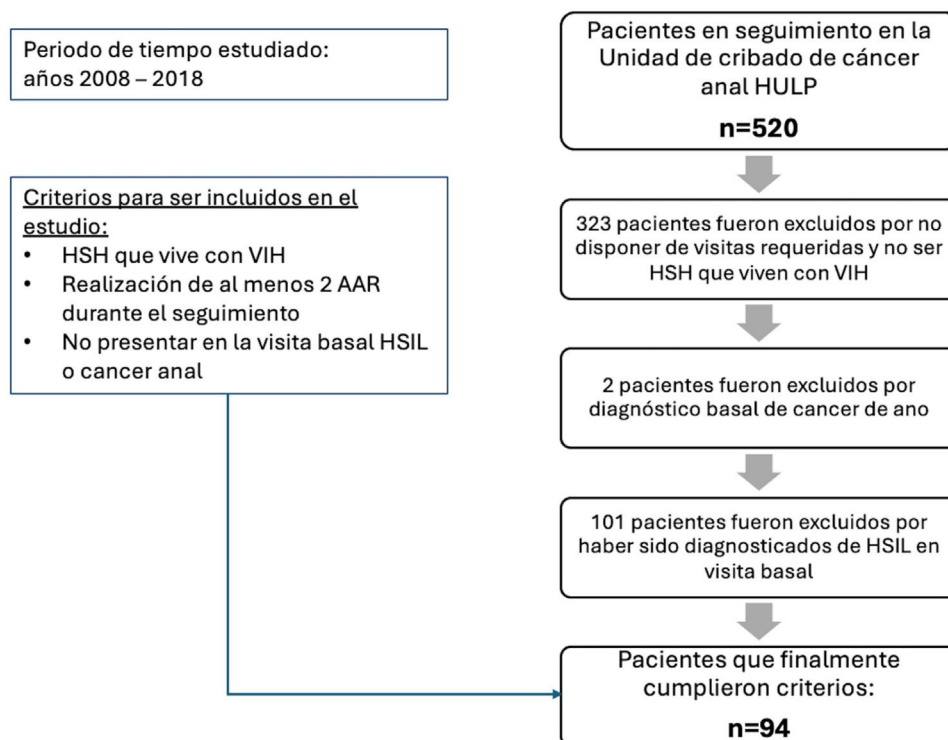 Periodo de tiempo estudiado:
años 2008 – 2018
Criterios para ser incluidos en el
estudio:
• HSH que vive con VIH
• Realización de al menos 2 AAR
durante el seguimiento
• No presentar en la visita basal HSIL
o cancer anal
Pacientes en seguimiento en la
Unidad de cribado de cáncer
anal HULP
n=520
323 pacientes fueron excluidos por no
disponer de visitas requeridas y no ser
HSH que viven con VIH
2 pacientes fueron excluidos por
diagnóstico basal de cancer de ano
101 pacientes fueron excluidos por
haber sido diagnosticados de HSIL en
visita basal
Pacientes que finalmente
cumplieron criterios:
n=94